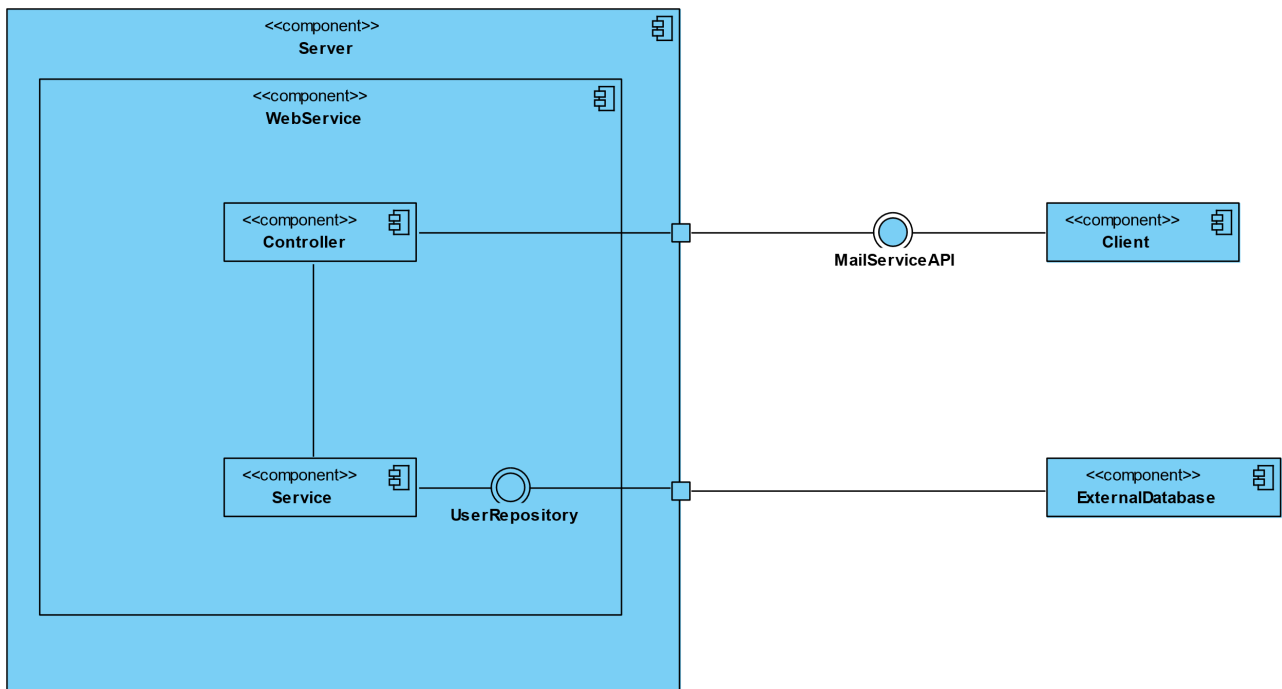 <<component>>
Server
<<component>>
WebService
<<component>>
Controller
MailServiceAPI
<<component>>
Client
<<component>>
Service
UserRepository
<<component>>
ExternalDatabase